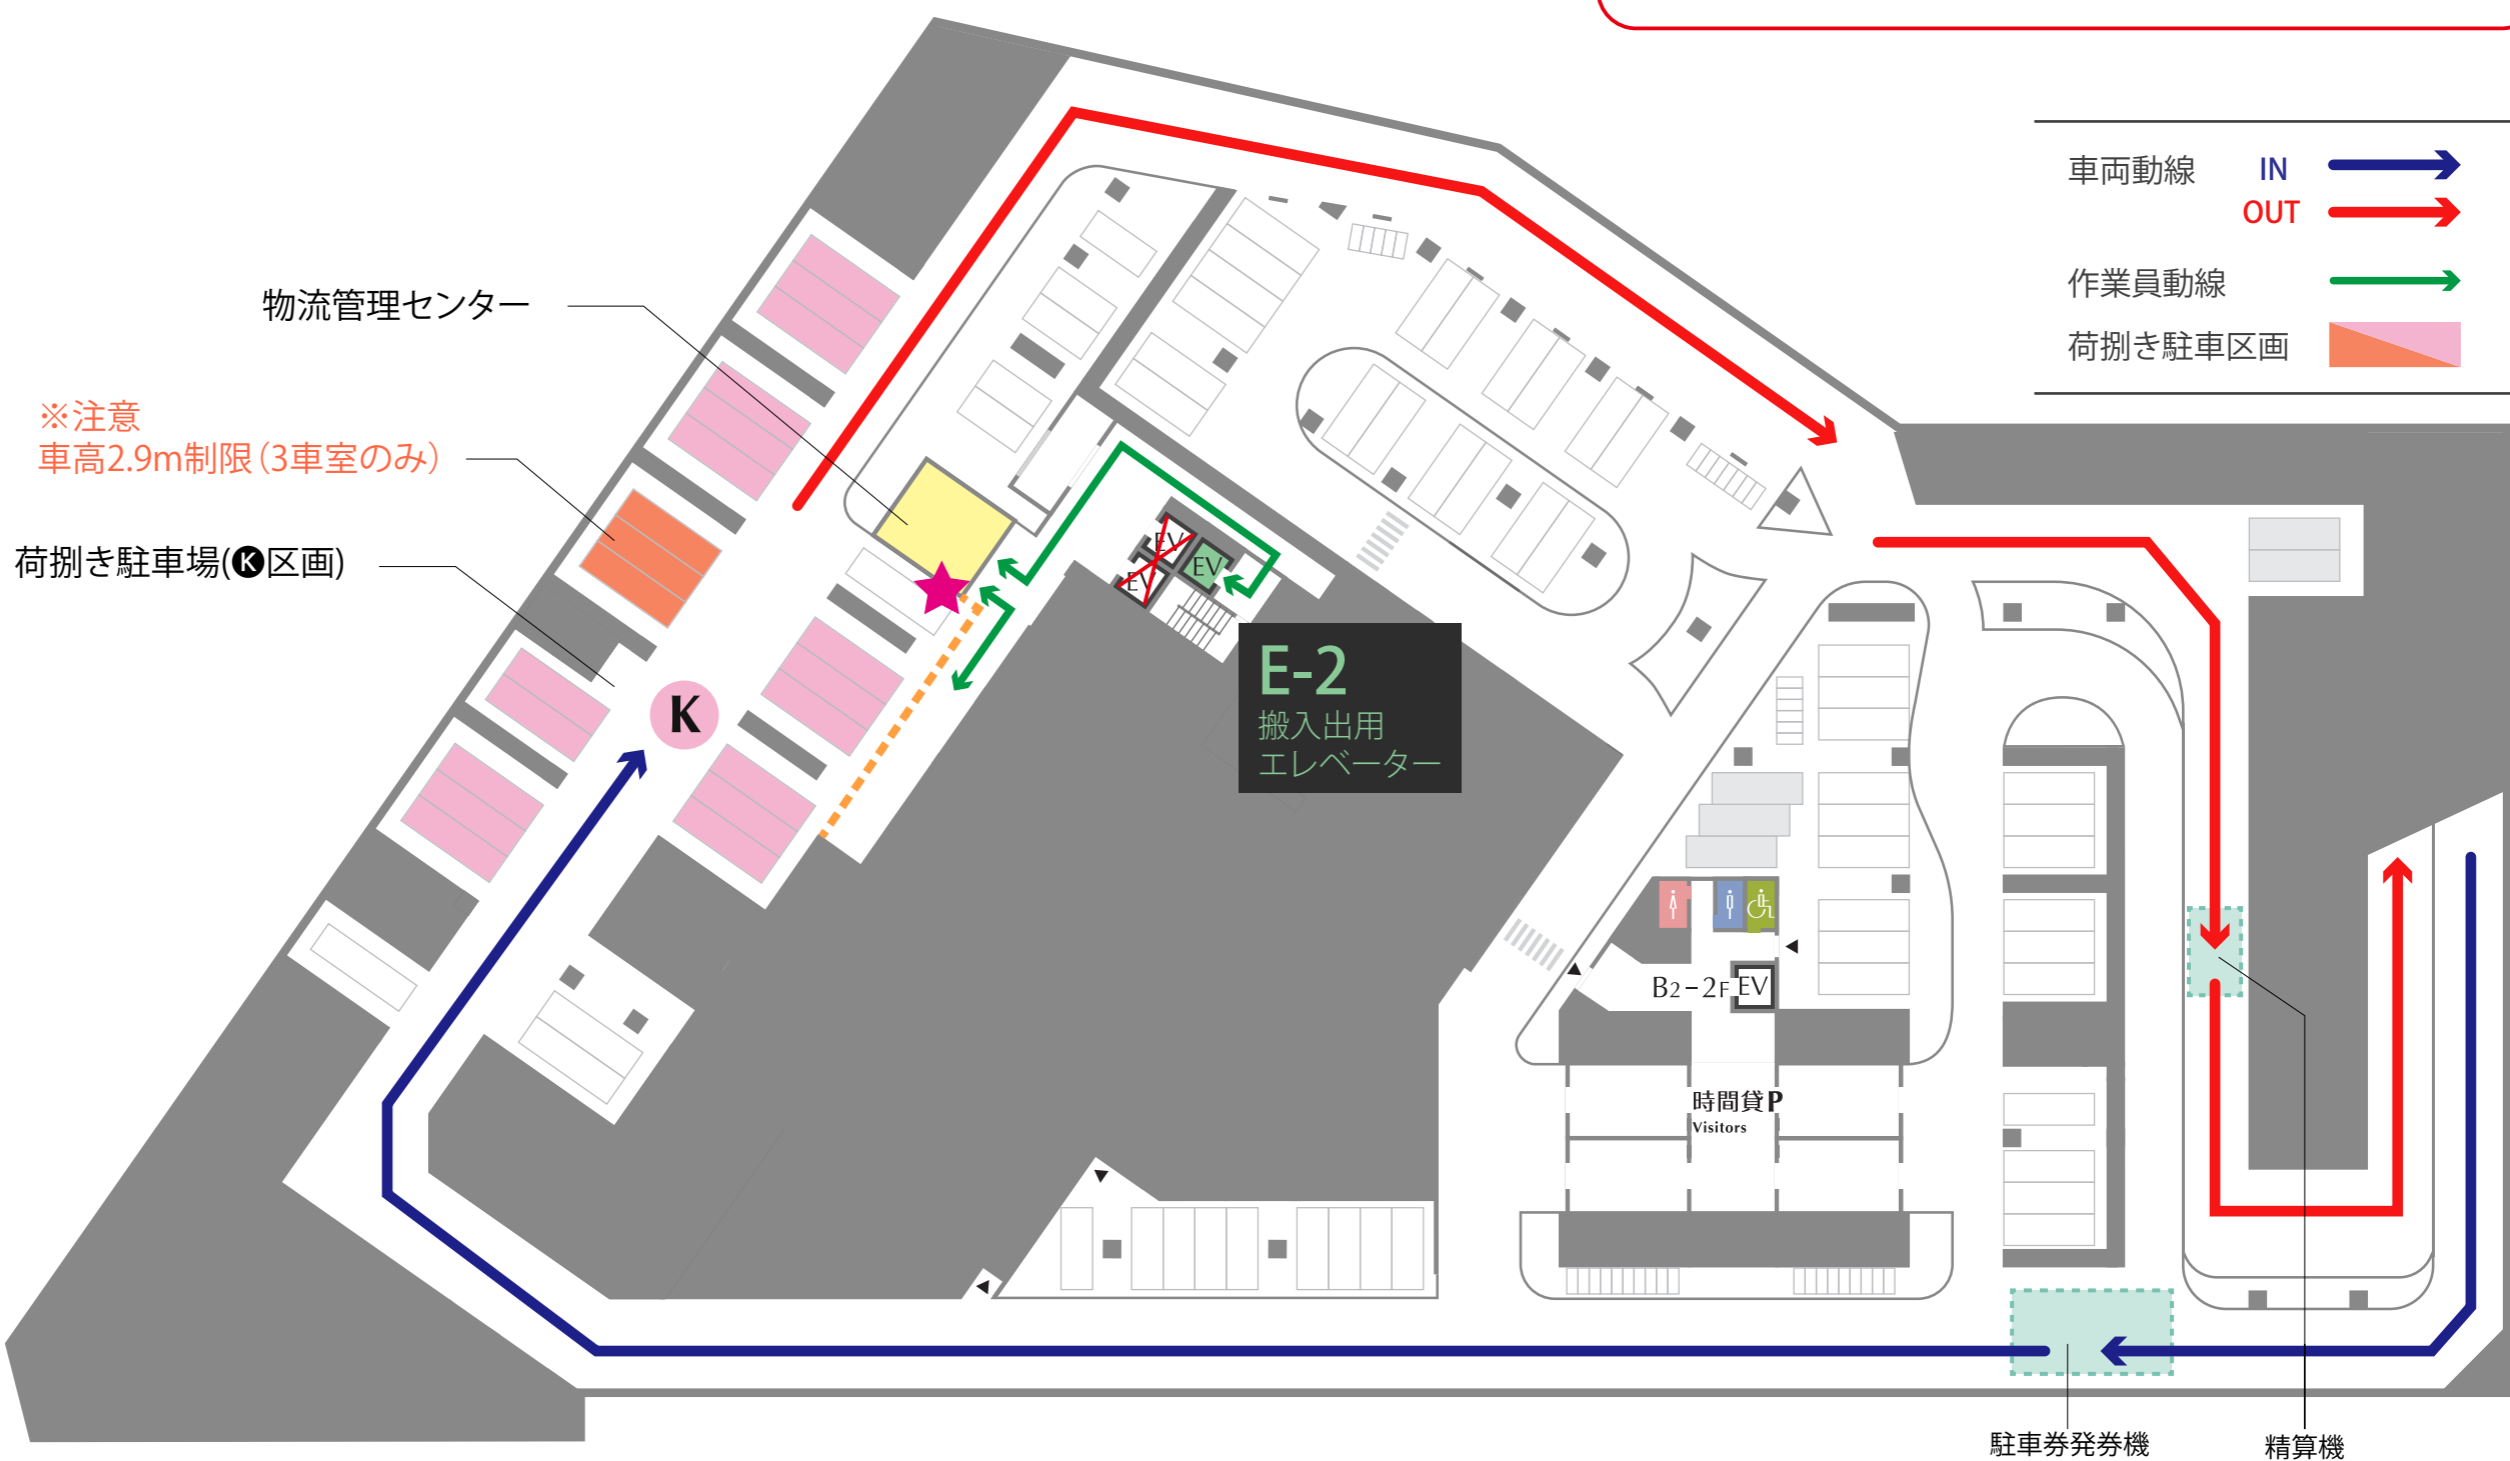 車両動線 IN
OUT
作業員動線
荷捌き駐車区画
物流管理センター
※注意
車高2.9m制限（3車室のみ）
荷捌き駐車場(K区画)
K
EV
EV
EV
E-2
搬入出用
エレベーター
B2-2F EV
時間貸P
Visitors
駐車券発券機
精算機